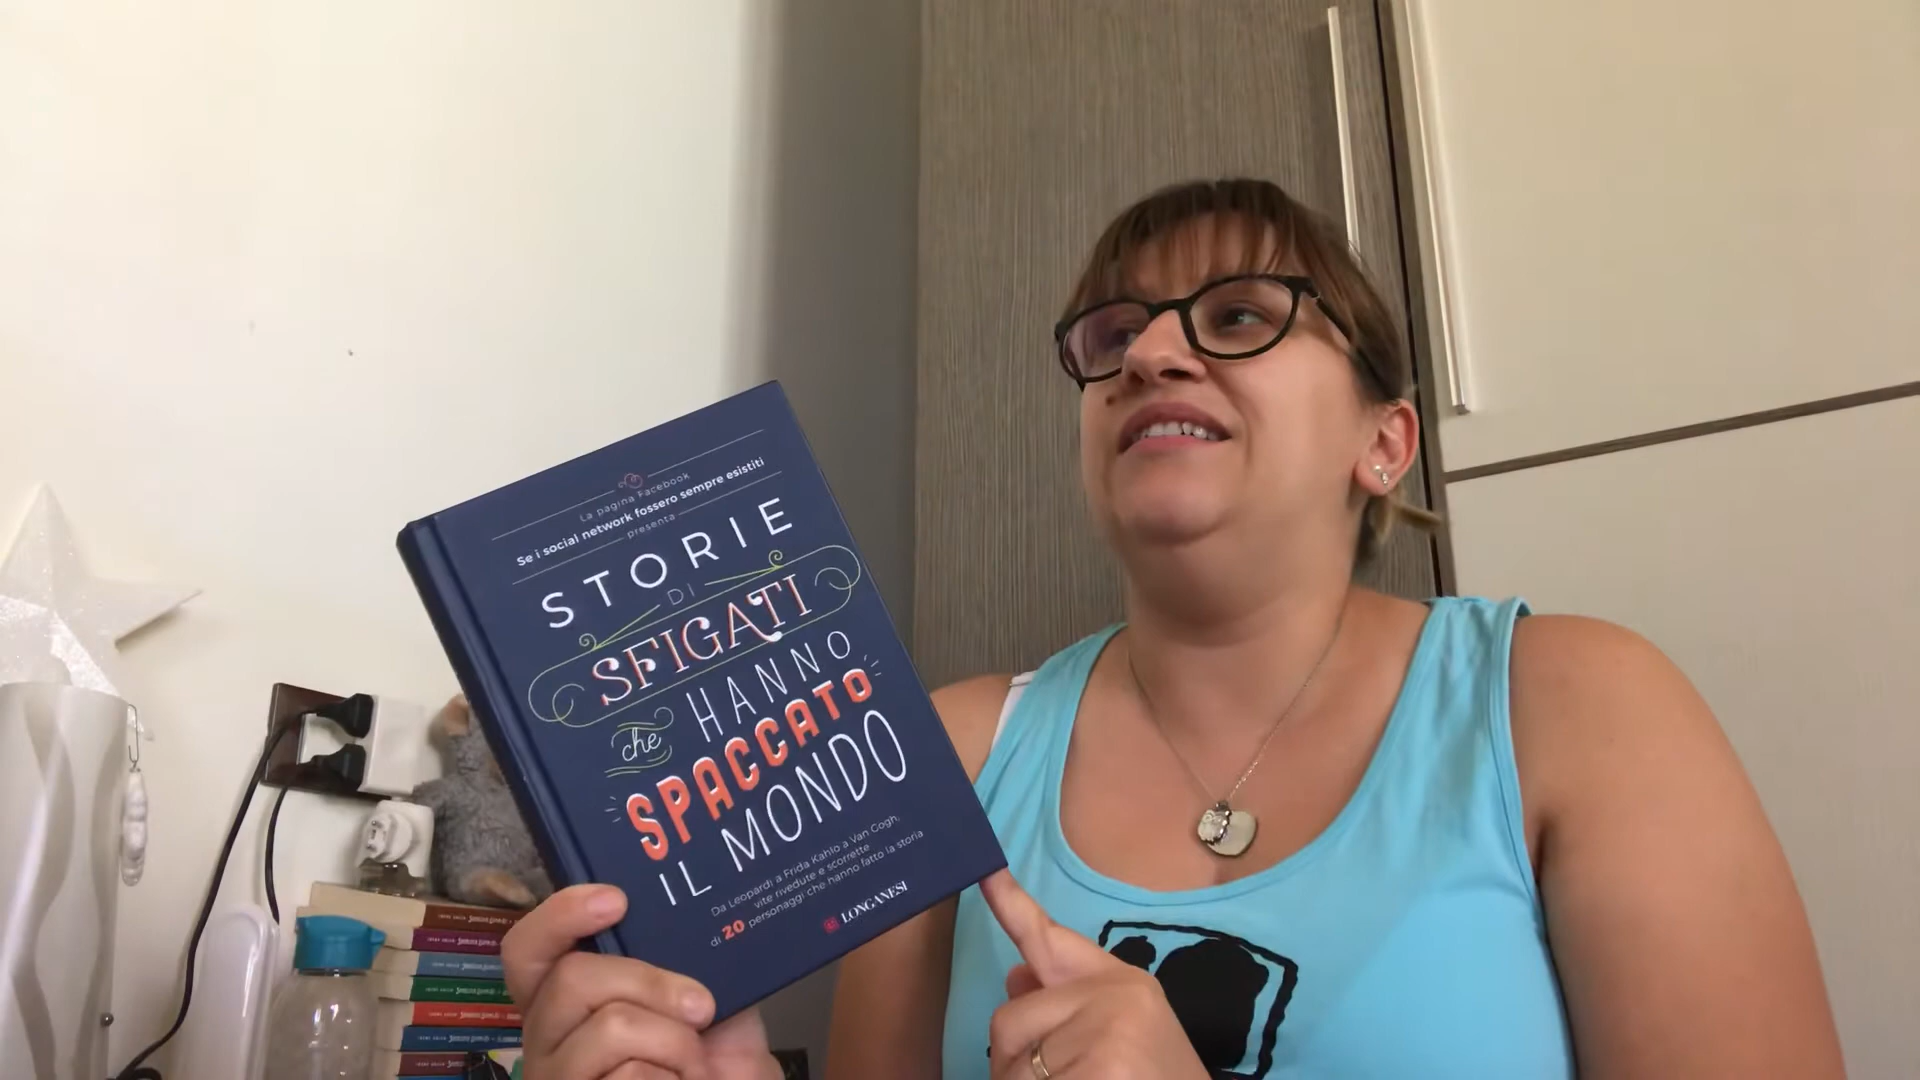 La pagina Facebook
Se i social network fossero sempre esistiti
presenta
STORIE
DI
SFIGATI
che HANNO
SPACCATO
IL MONDO
Da Leopardi a Frida Kahlo a Van Gogh,
vite rivedute e scorrette
di 20 personaggi che hanno fatto la storia
LONGANESI